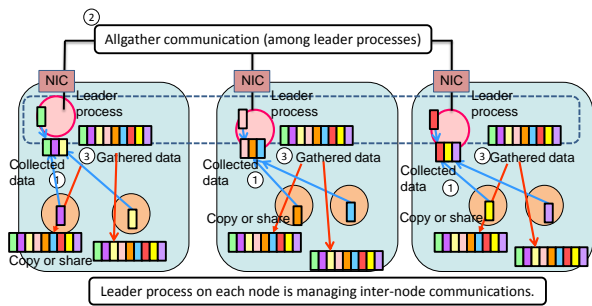 ②
Allgather communication (among leader processes)
NIC
NIC
NIC
Leader
process
Leader
process
Leader
process
Collected
data
①
③ Gathered data
Collected
data
①
③ Gathered data
Collected
data
①
③ Gathered data
Copy or share
Copy or share
Copy or share
Leader process on each node is managing inter-node communications.